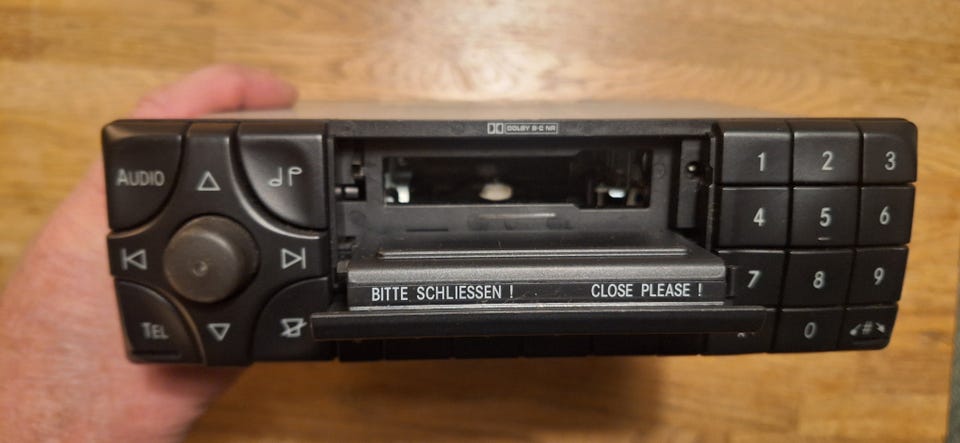 DOLBY B-C NR
AUDIO
1 2 3
4 5 6
BITTE SCHLIESSEN ! CLOSE PLEASE !
7 8 9
TEL
* 0 #